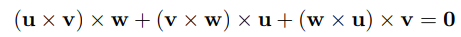 (u × v) × w + (v × w) × u + (w × u) × v = 0